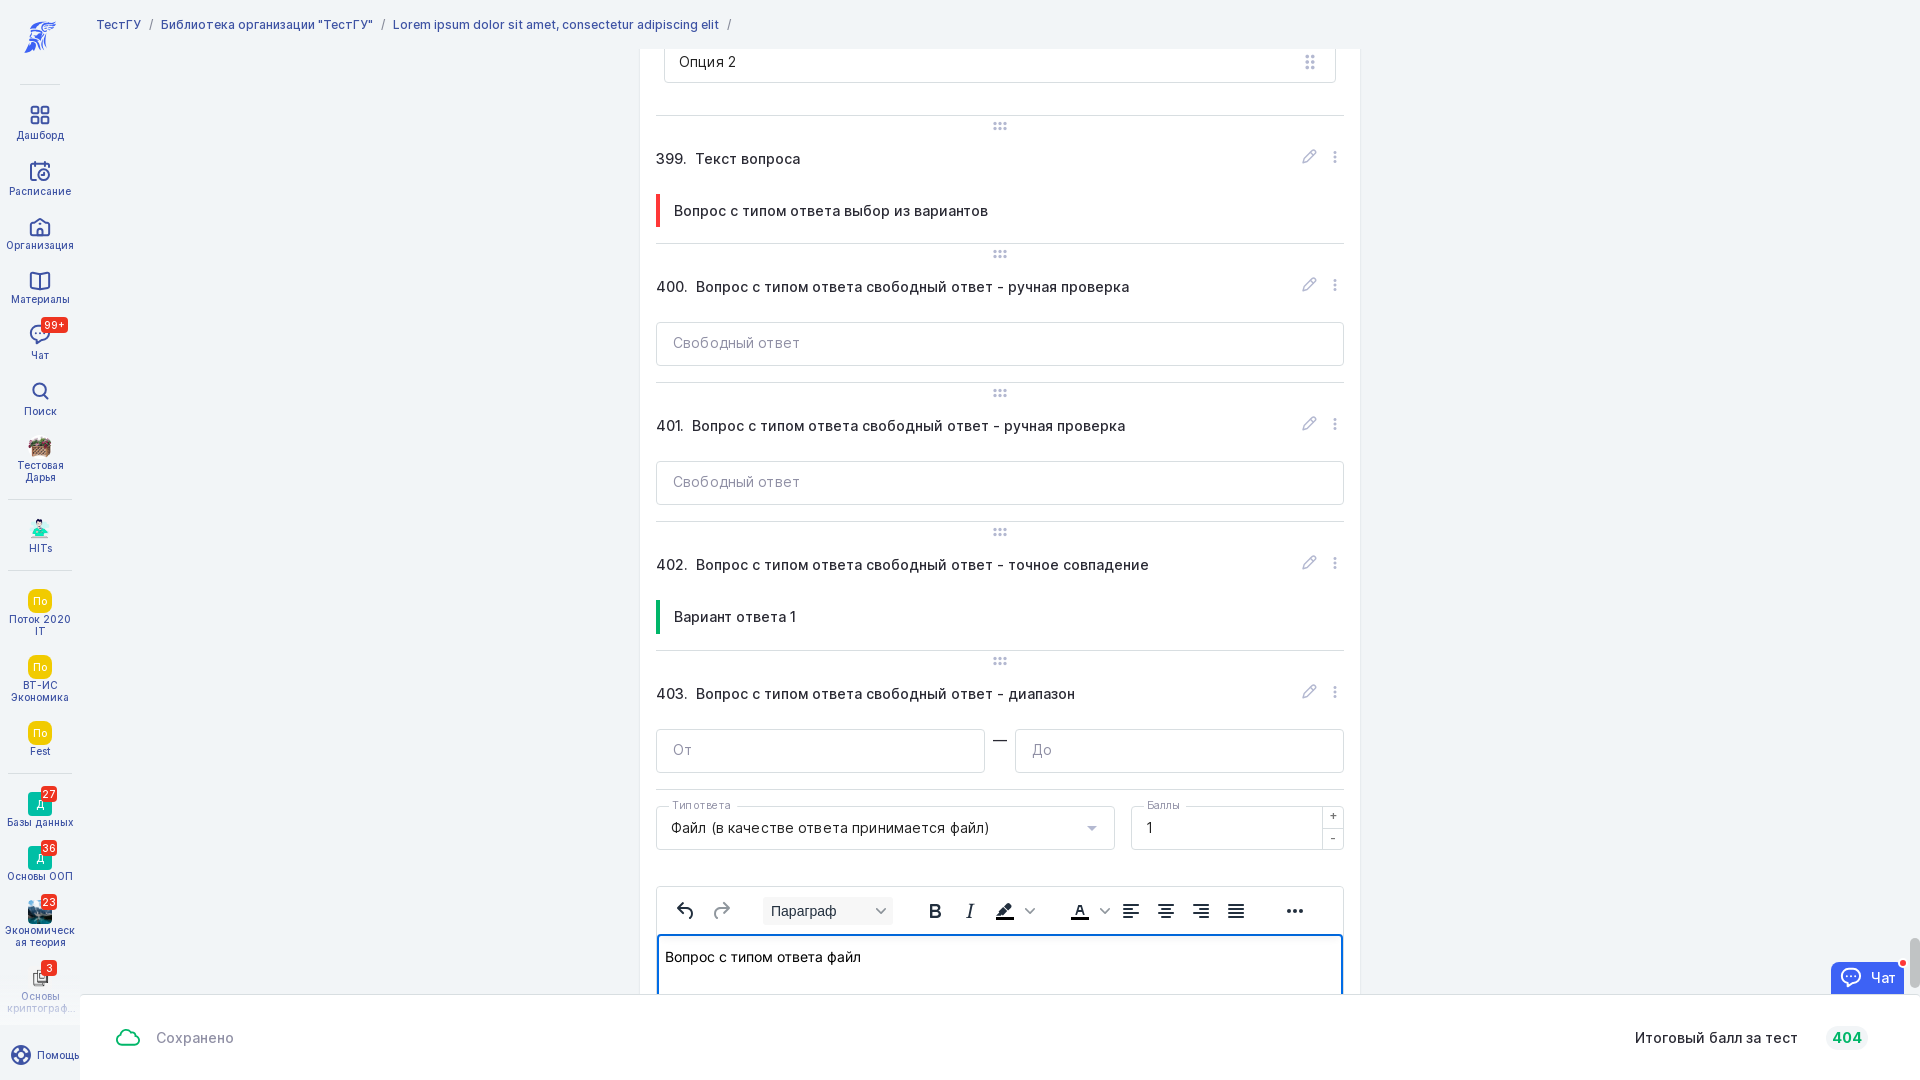 ТестГУ / Библиотека организации "ТестГУ" / Lorem ipsum dolor sit amet, consectetur adipiscing elit /
Дашборд
Расписание
Организация
Материалы
99+
Чат
Поиск
Тестовая
Дарья
HITs
По
Поток 2020
IT
По
ВТ-ИС
Экономика
По
Fest
27
Д
Базы данных
36
Д
Основы ООП
23
Экономическ
ая теория
3
Основы
криптограф...
Помощь
Опция 2
399. Текст вопроса
Вопрос с типом ответа выбор из вариантов
400. Вопрос с типом ответа свободный ответ - ручная проверка
Свободный ответ
401. Вопрос с типом ответа свободный ответ - ручная проверка
Свободный ответ
402. Вопрос с типом ответа свободный ответ - точное совпадение
Вариант ответа 1
403. Вопрос с типом ответа свободный ответ - диапазон
От — До
Тип ответа
Файл (в качестве ответа принимается файл)
Баллы
1
+
-
Параграф
B I A
Вопрос с типом ответа файл
Чат
Сохранено
Итоговый балл за тест 404